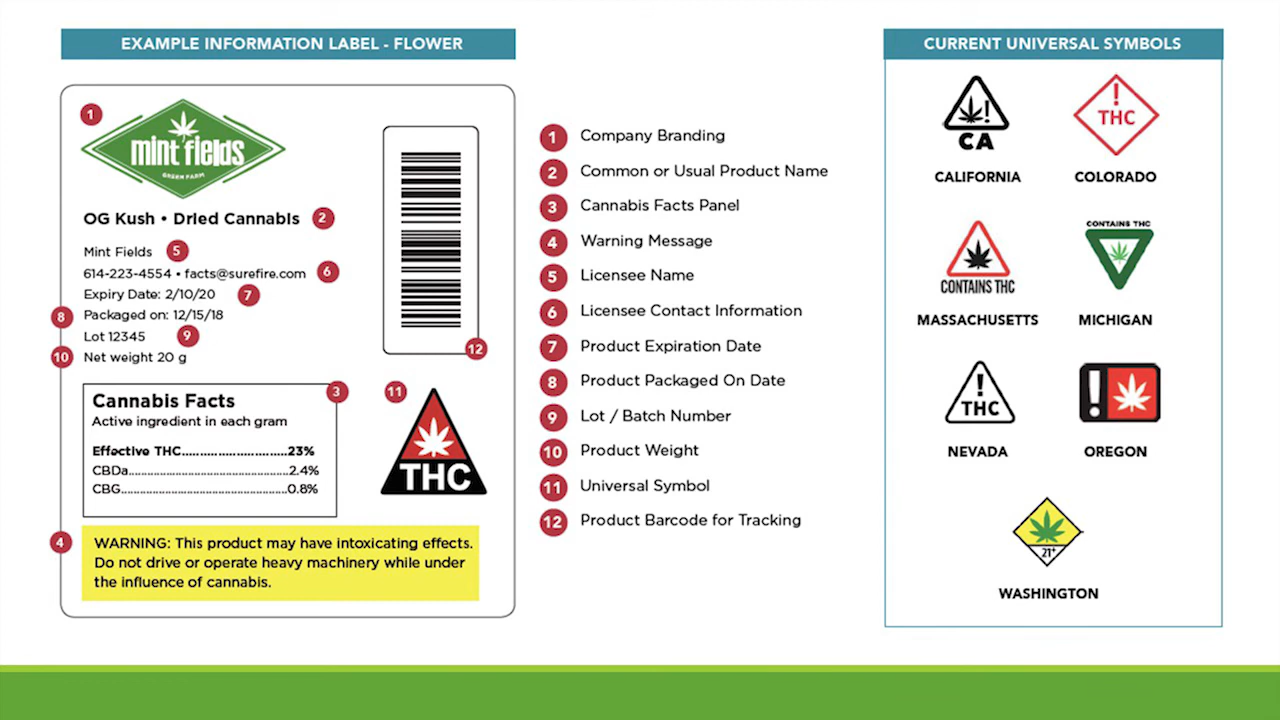 EXAMPLE INFORMATION LABEL - FLOWER
1
mint fields
GREEN FARM
OG Kush • Dried Cannabis 2
Mint Fields 5
614-223-4554 • facts@surefire.com 6
Expiry Date: 2/10/20 7
8 Packaged on: 12/15/18
Lot 12345 9
10 Net weight 20 g
12
3
Cannabis Facts
Active ingredient in each gram
Effective THC............................23%
CBDa..........................................2.4%
CBG............................................0.8%
11
THC
4
WARNING: This product may have intoxicating effects.
Do not drive or operate heavy machinery while under
the influence of cannabis.
1 Company Branding
2 Common or Usual Product Name
3 Cannabis Facts Panel
4 Warning Message
5 Licensee Name
6 Licensee Contact Information
7 Product Expiration Date
8 Product Packaged On Date
9 Lot / Batch Number
10 Product Weight
11 Universal Symbol
12 Product Barcode for Tracking
CURRENT UNIVERSAL SYMBOLS
!
CA
CALIFORNIA
!
THC
COLORADO
CONTAINS THC
MASSACHUSETTS
CONTAINS THC
MICHIGAN
!
THC
NEVADA
!
OREGON
21+
WASHINGTON